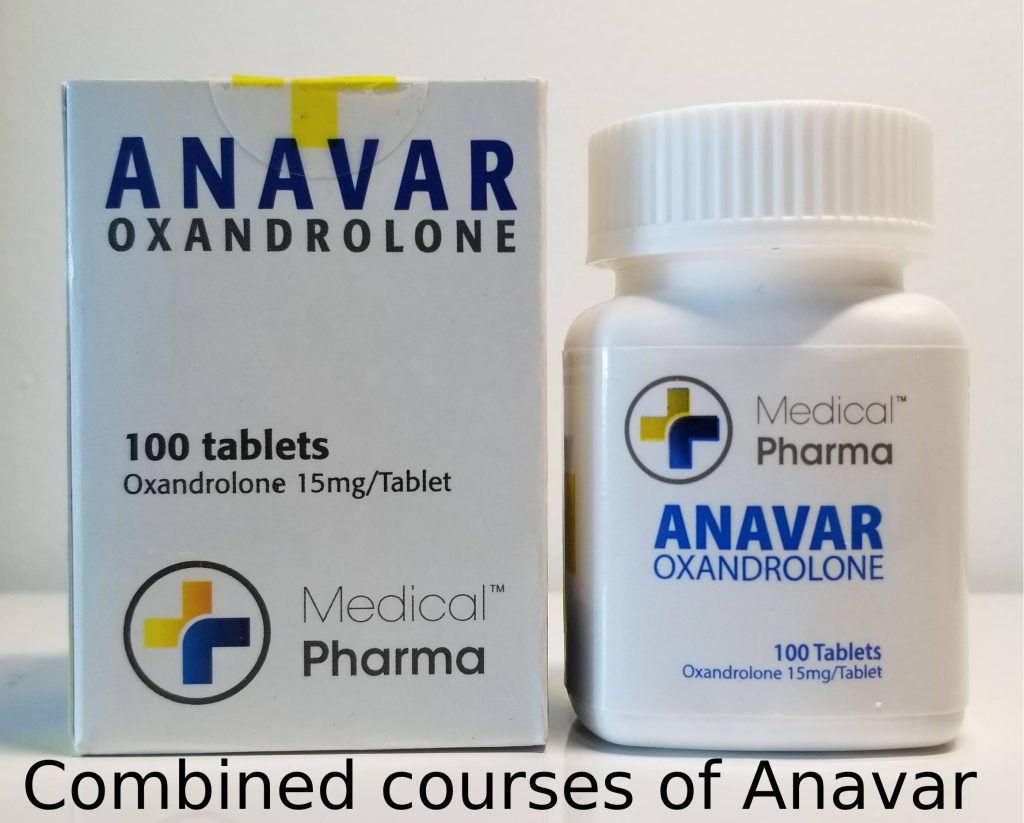 ANAVAR
OXANDROLONE
100 tablets
Oxandrolone 15mg/Tablet
Medical™
Pharma
Medical™
Pharma
ANAVAR
OXANDROLONE
100 Tablets
Oxandrolone 15mg/Tablet
Combined courses of Anavar